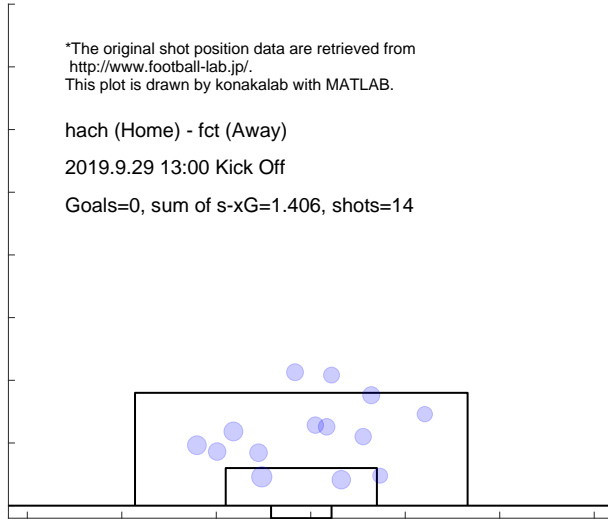 *The original shot position data are retrieved from
http://www.football-lab.jp/.
This plot is drawn by konakalab with MATLAB.
hach (Home) - fct (Away)
2019.9.29 13:00 Kick Off
Goals=0, sum of s-xG=1.406, shots=14